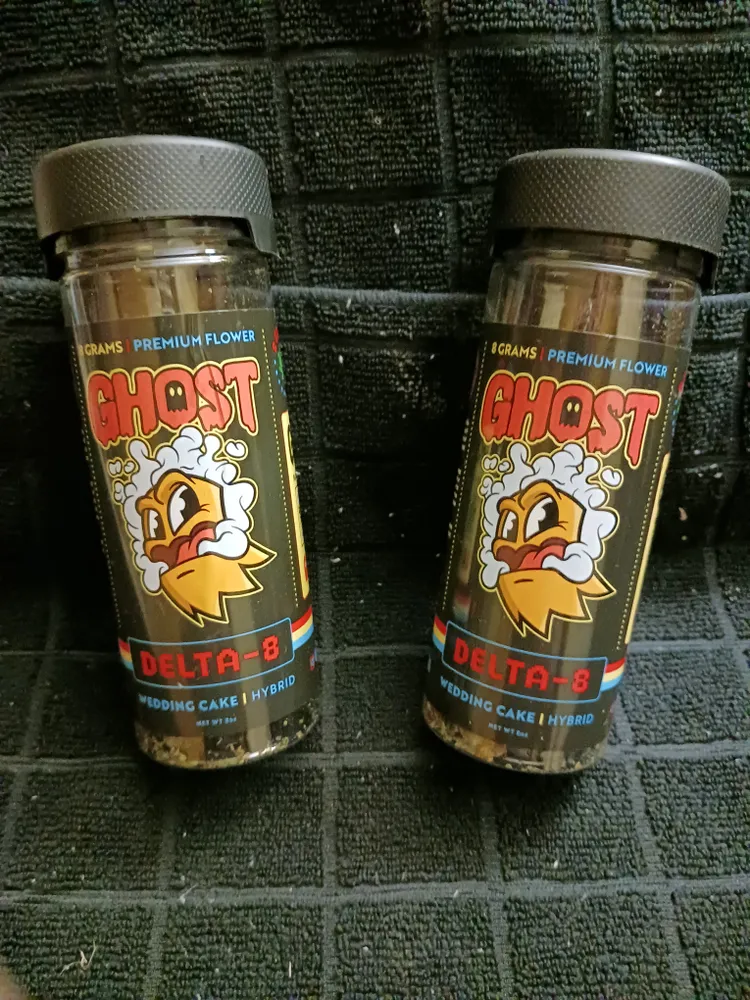 8 GRAMS | PREMIUM FLOWER
GHOST
DELTA-8
WEDDING CAKE | HYBRID
8 GRAMS | PREMIUM FLOWER
GHOST
DELTA-8
WEDDING CAKE | HYBRID